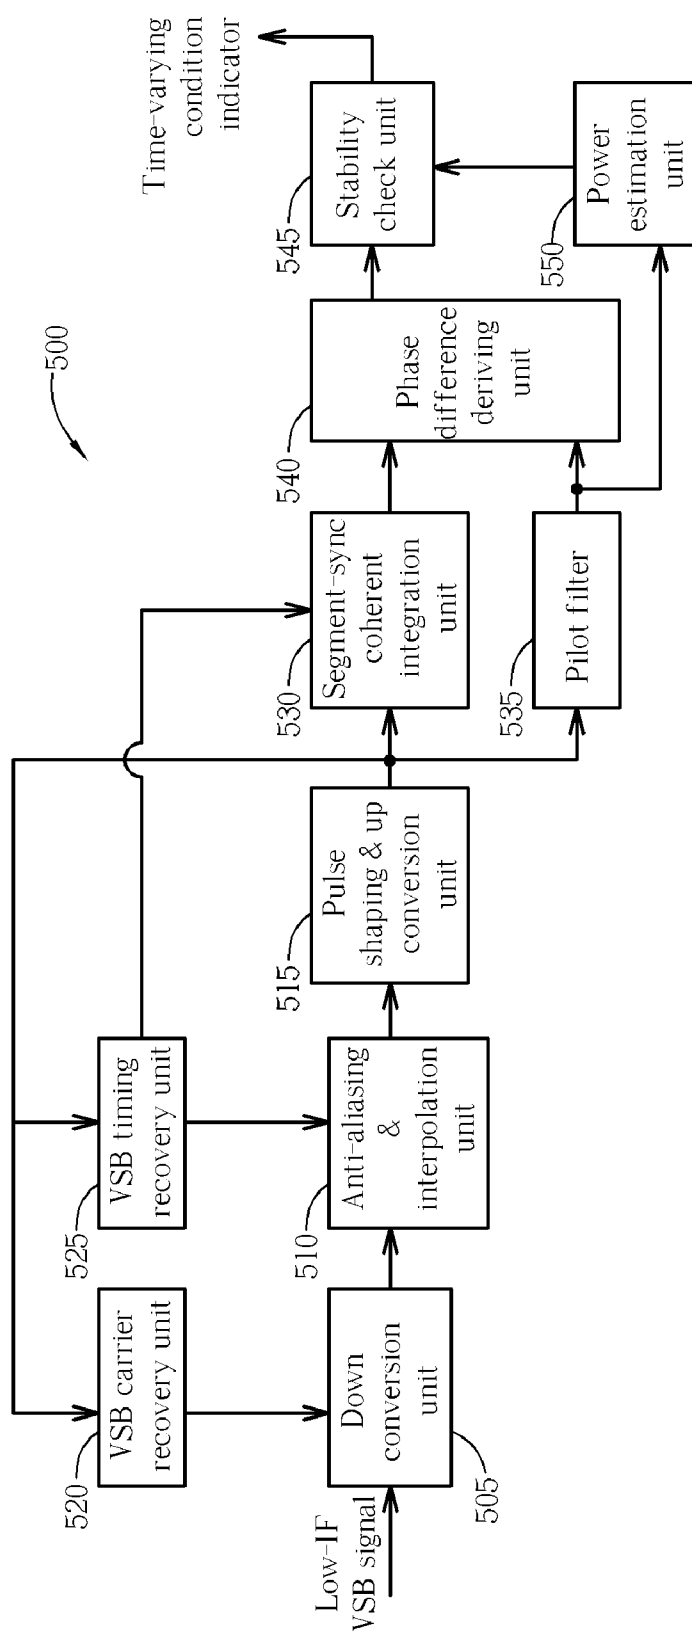 500
Low-IF
VSB signal
520
VSB carrier
recovery unit
525
VSB timing
recovery unit
505
Down
conversion
unit
510
Anti-aliasing
&
interpolation
unit
515
Pulse
shaping & up
conversion
unit
530
Segment-sync
coherent
integration
unit
535
Pilot filter
540
Phase
difference
deriving
unit
545
Stability
check unit
550
Power
estimation
unit
Time-varying
condition
indicator